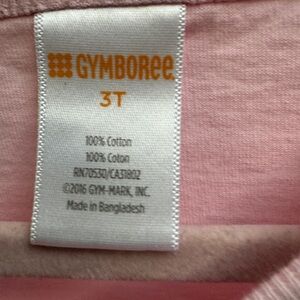 GYMBOREE
3T
100% Cotton
100% Coton
RN70530/CA31802
©2016 GYM-MARK, INC.
Made in Bangladesh